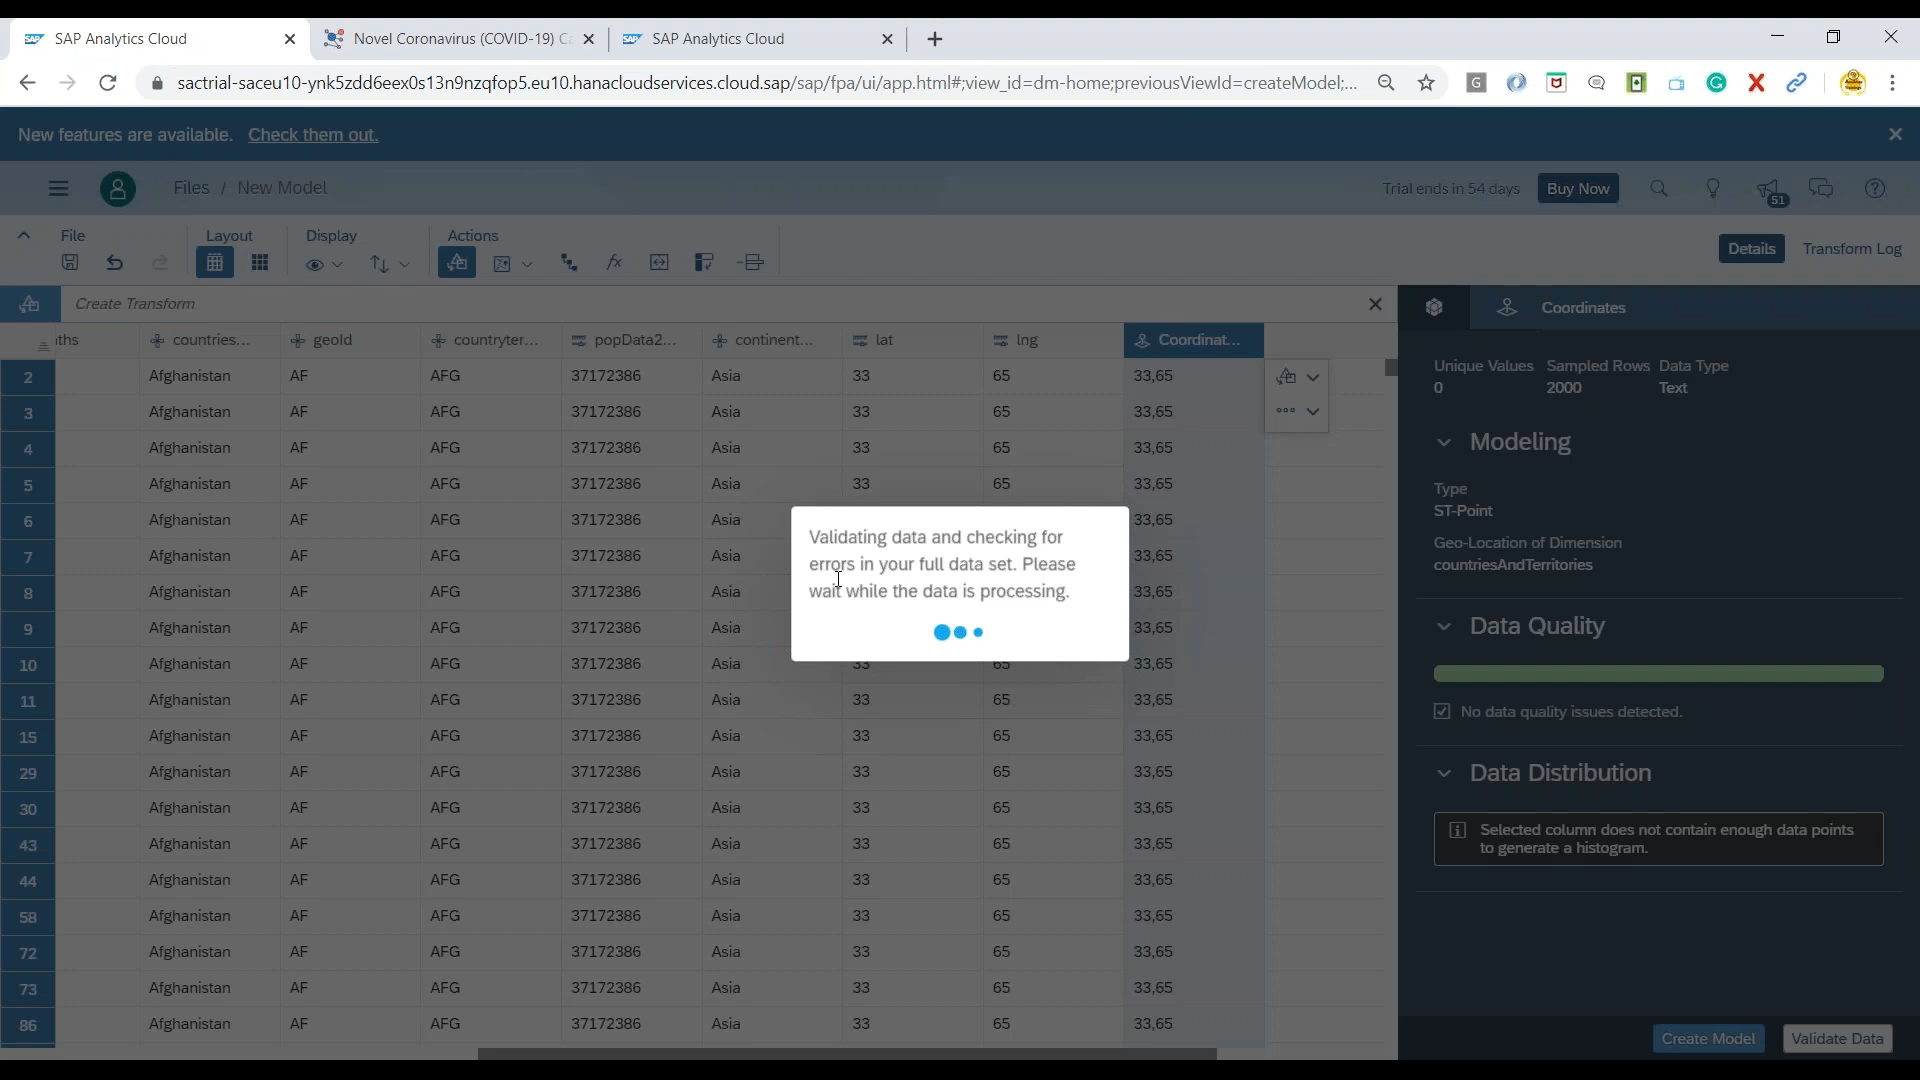 SAP Analytics Cloud
Novel Coronavirus (COVID-19) C
SAP Analytics Cloud
sactrial-saceu10-ynk5zdd6eex0s13n9nzqfop5.eu10.hanacloudservices.cloud.sap/sap/fpa/ui/app.html#;view_id=dm-home;previousViewId=createModel;...
New features are available. Check them out.
Files / New Model
Trial ends in 54 days
Buy Now
51
File
Layout
Display
Actions
Details
Transform Log
Create Transform
Coordinates
ths countries... geoId countryter... popData2... continent... lat lng Coordinat...
2 Afghanistan AF AFG 37172386 Asia 33 65 33,65
3 Afghanistan AF AFG 37172386 Asia 33 65 33,65
4 Afghanistan AF AFG 37172386 Asia 33 65 33,65
5 Afghanistan AF AFG 37172386 Asia 33 65 33,65
6 Afghanistan AF AFG 37172386 Asia 33,65
7 Afghanistan AF AFG 37172386 Asia 33,65
8 Afghanistan AF AFG 37172386 Asia 33,65
9 Afghanistan AF AFG 37172386 Asia 33,65
10 Afghanistan AF AFG 37172386 Asia 33 65 33,65
11 Afghanistan AF AFG 37172386 Asia 33 65 33,65
15 Afghanistan AF AFG 37172386 Asia 33 65 33,65
29 Afghanistan AF AFG 37172386 Asia 33 65 33,65
30 Afghanistan AF AFG 37172386 Asia 33 65 33,65
43 Afghanistan AF AFG 37172386 Asia 33 65 33,65
44 Afghanistan AF AFG 37172386 Asia 33 65 33,65
58 Afghanistan AF AFG 37172386 Asia 33 65 33,65
72 Afghanistan AF AFG 37172386 Asia 33 65 33,65
73 Afghanistan AF AFG 37172386 Asia 33 65 33,65
86 Afghanistan AF AFG 37172386 Asia 33 65 33,65
Validating data and checking for
errors in your full data set. Please
wait while the data is processing.
Unique Values Sampled Rows Data Type
0 2000 Text
Modeling
Type
ST-Point
Geo-Location of Dimension
countriesAndTerritories
Data Quality
No data quality issues detected.
Data Distribution
Selected column does not contain enough data points
to generate a histogram.
Create Model
Validate Data